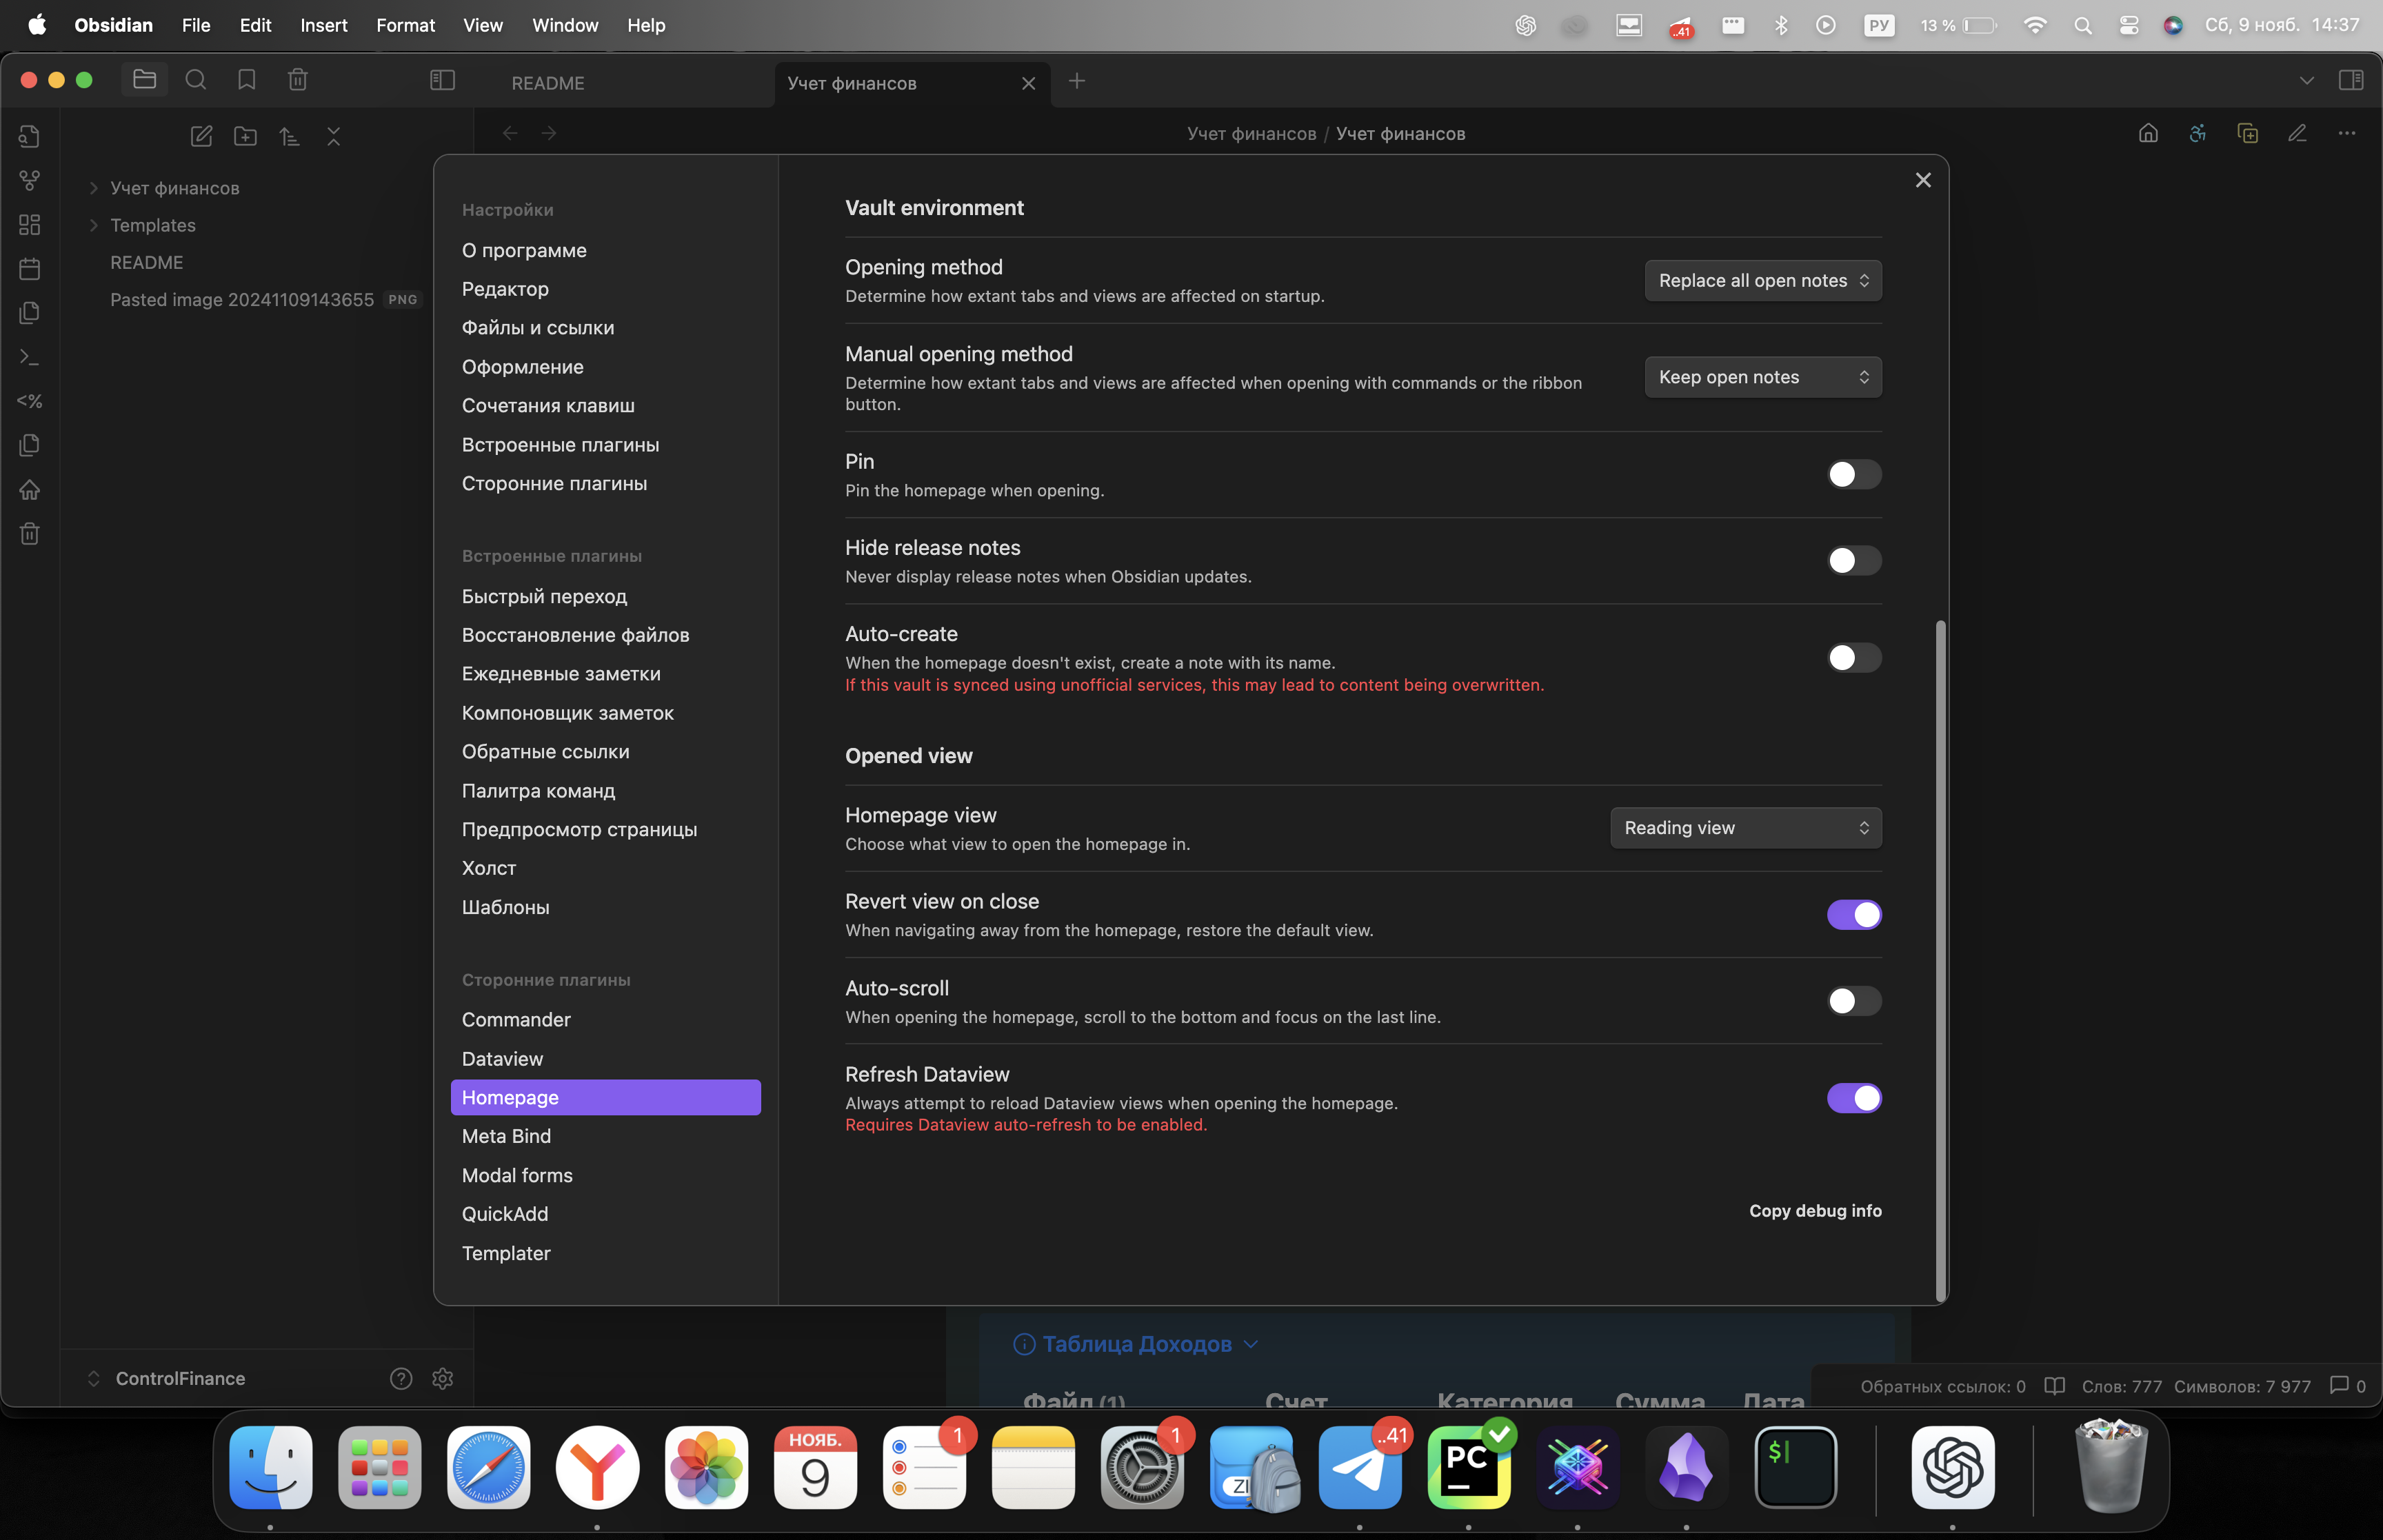 Obsidian File Edit Insert Format View Window Help
..41 РУ 13 % Сб, 9 нояб. 14:37
README
Учет финансов
Учет финансов / Учет финансов
Учет финансов
Templates
README
Pasted image 20241109143655 PNG
<%
ControlFinance
Настройки
О программе
Редактор
Файлы и ссылки
Оформление
Сочетания клавиш
Встроенные плагины
Сторонние плагины
Встроенные плагины
Быстрый переход
Восстановление файлов
Ежедневные заметки
Компоновщик заметок
Обратные ссылки
Палитра команд
Предпросмотр страницы
Холст
Шаблоны
Сторонние плагины
Commander
Dataview
Homepage
Meta Bind
Modal forms
QuickAdd
Templater
Vault environment
Opening method
Determine how extant tabs and views are affected on startup.
Replace all open notes
Manual opening method
Determine how extant tabs and views are affected when opening with commands or the ribbon
button.
Keep open notes
Pin
Pin the homepage when opening.
Hide release notes
Never display release notes when Obsidian updates.
Auto-create
When the homepage doesn't exist, create a note with its name.
If this vault is synced using unofficial services, this may lead to content being overwritten.
Opened view
Homepage view
Choose what view to open the homepage in.
Reading view
Revert view on close
When navigating away from the homepage, restore the default view.
Auto-scroll
When opening the homepage, scroll to the bottom and focus on the last line.
Refresh Dataview
Always attempt to reload Dataview views when opening the homepage.
Requires Dataview auto-refresh to be enabled.
Copy debug info
Таблица Доходов
Файл (1) Счет Категория Сумма Дата
Обратных ссылок: 0 Слов: 777 Символов: 7 977 0
НОЯБ.
9
1
1
ZI
..41
PC
$